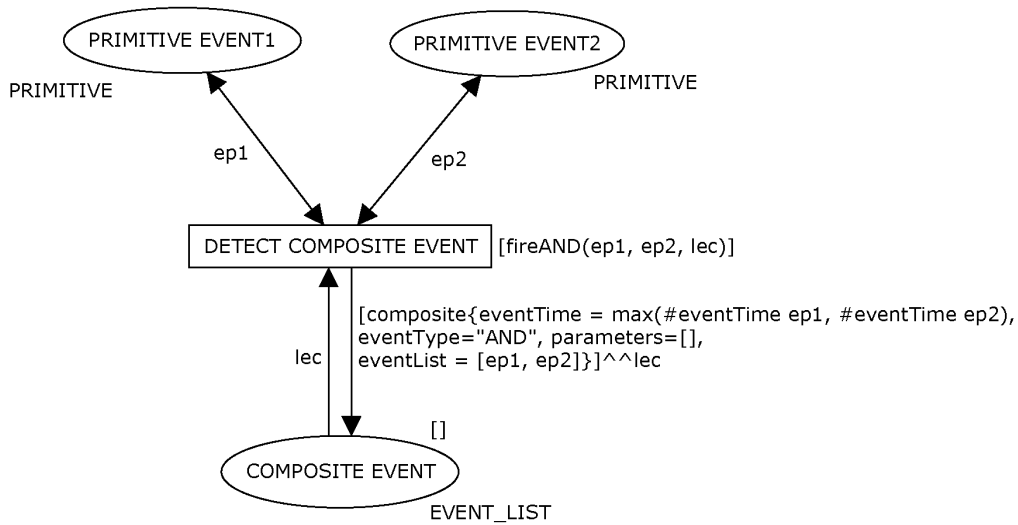 PRIMITIVE EVENT1
PRIMITIVE EVENT2
PRIMITIVE
PRIMITIVE
ep1
ep2
DETECT COMPOSITE EVENT
[fireAND(ep1, ep2, lec)]
[composite{eventTime = max(#eventTime ep1, #eventTime ep2),
eventType="AND", parameters=[],
eventList = [ep1, ep2]}]^^lec
lec
[]
COMPOSITE EVENT
EVENT_LIST